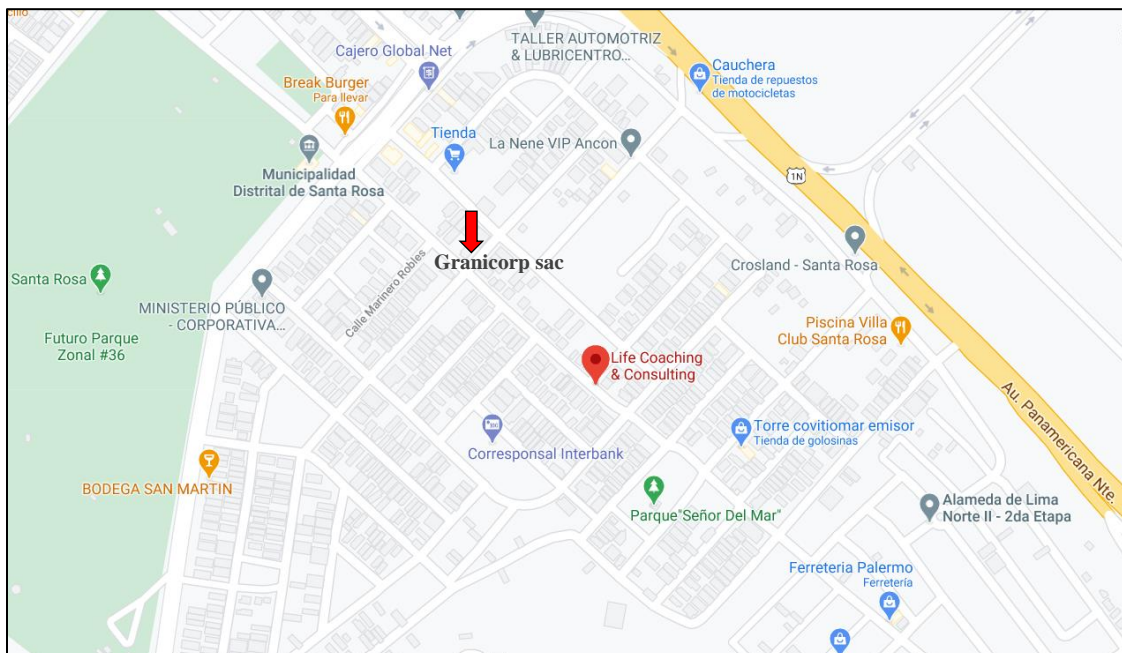 TALLER AUTOMOTRIZ
& LUBRICENTRO...
Cajero Global Net
Cauchera
Tienda de repuestos
de motocicletas
Break Burger
Para llevar
Tienda
La Nene VIP Ancon
Municipalidad
Distrital de Santa Rosa
1N
Granicorp sac
Calle Marinero Robles
Crosland - Santa Rosa
Santa Rosa
MINISTERIO PÚBLICO
- CORPORATIVA...
Futuro Parque
Zonal #36
Piscina Villa
Club Santa Rosa
Life Coaching
& Consulting
Au. Panamericana Nte.
Torre covitiomar emisor
Tienda de golosinas
Corresponsal Interbank
BODEGA SAN MARTIN
Parque"Señor Del Mar"
Alameda de Lima
Norte II - 2da Etapa
Ferreteria Palermo
Ferretería